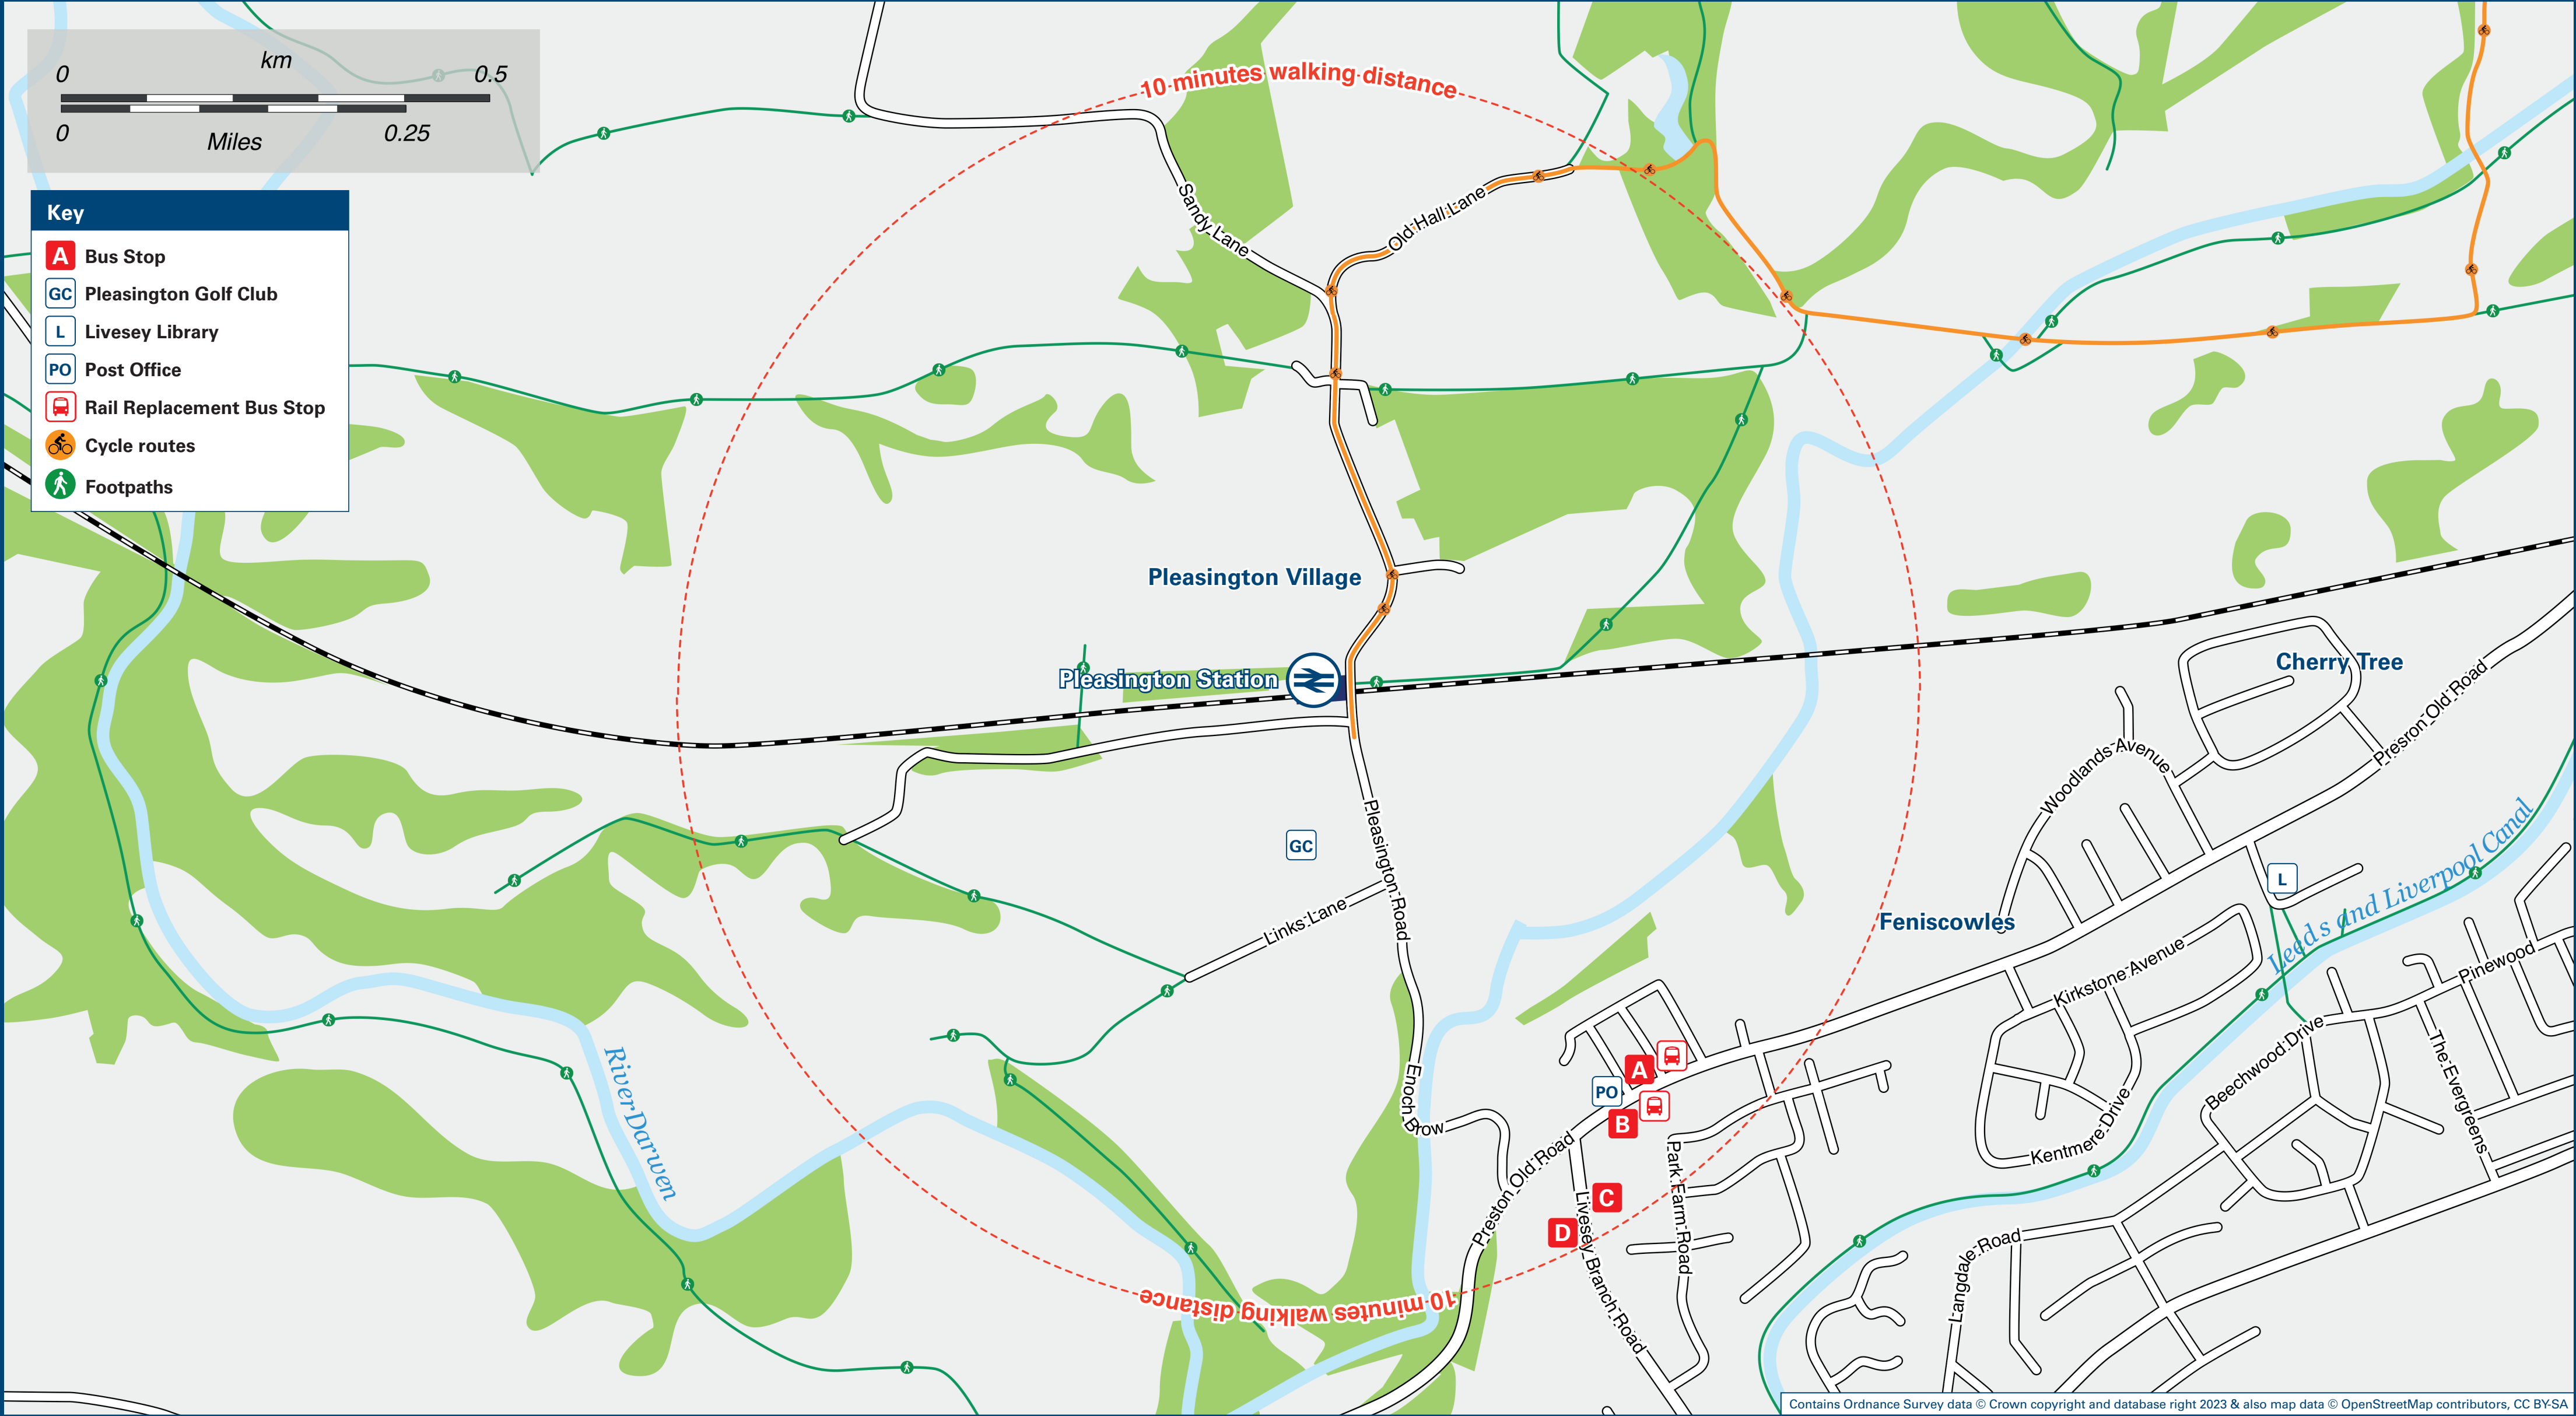 km
0 0.5
0 0.25
Miles
Key
A Bus Stop
GC Pleasington Golf Club
L Livesey Library
PO Post Office
Rail Replacement Bus Stop
Cycle routes
Footpaths
10 minutes walking distance
Sandy Lane
Old Hall Lane
Pleasington Village
Pleasington Station
Cherry Tree
Presron Old Road
Woodlands Avenue
Pleasington Road
GC
L
Leeds and Liverpool Canal
Links Lane
Feniscowles
Kirkstone Avenue
Pinewood
River Darwen
Enoch Brow
A
PO
B
Beechwood Drive
The Evergreens
Kentmere Drive
Preston Old Road
Park Farm Road
C
D
Livesey Branch Road
Langdale Road
10 minutes walking distance
Contains Ordnance Survey data © Crown copyright and database right 2023 & also map data © OpenStreetMap contributors, CC BY-SA